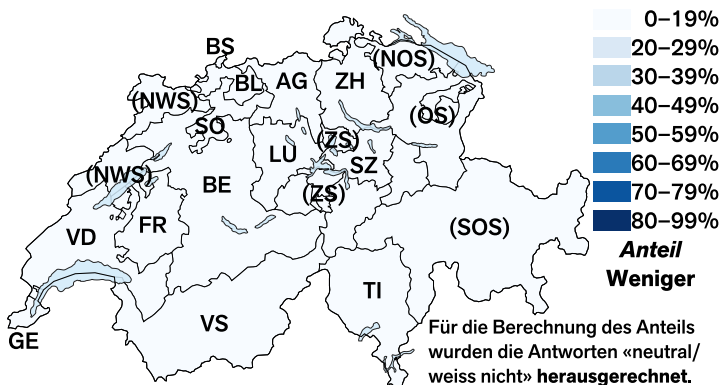 BS
BL
AG
ZH
(NOS)
(NWS)
SO
LU
(ZS)
(OS)
SZ
(NWS)
BE
(ZS)
VD
FR
(SOS)
TI
VS
GE
0–19%
20–29%
30–39%
40–49%
50–59%
60–69%
70–79%
80–99%
Anteil
Weniger
Für die Berechnung des Anteils
wurden die Antworten «neutral/
weiss nicht» herausgerechnet.